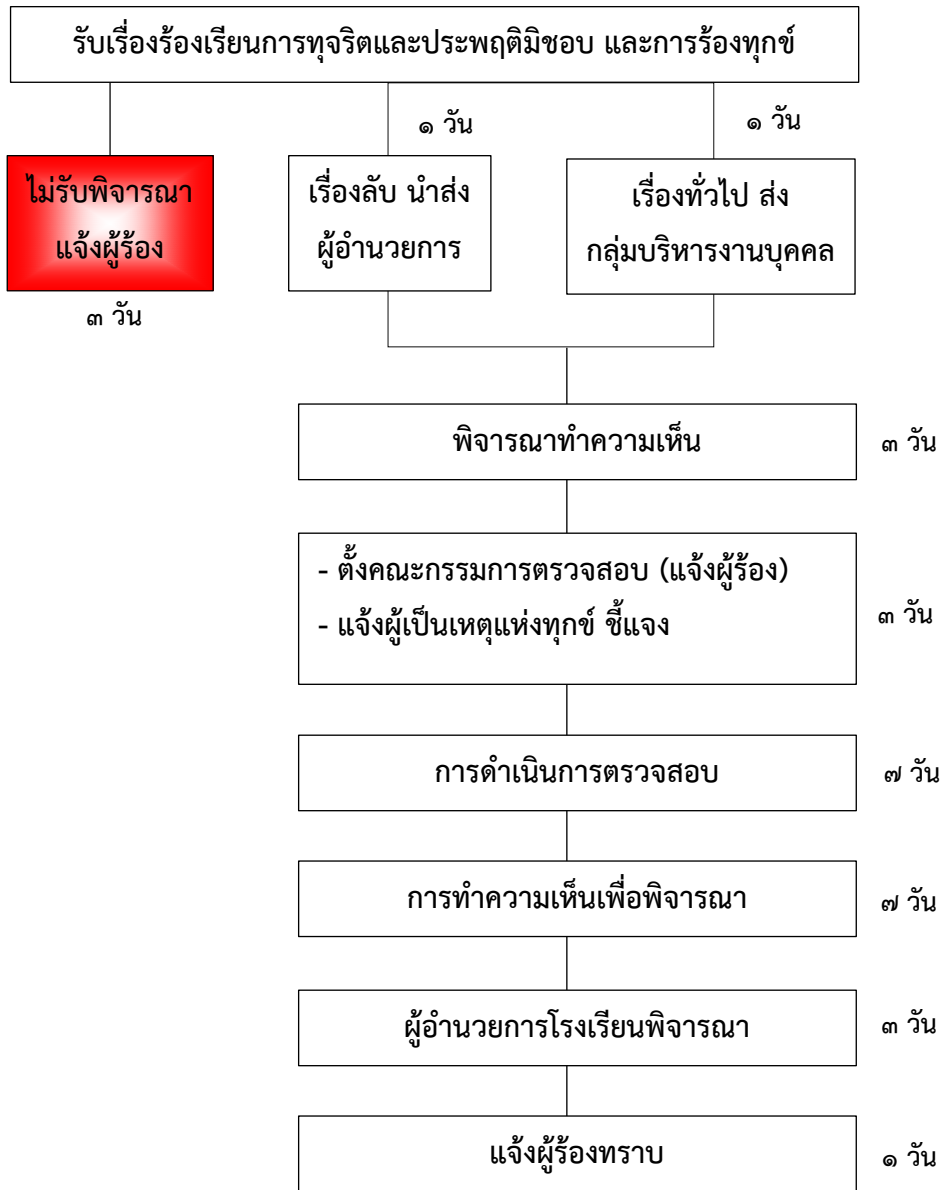 รับเรื่องร้องเรียนการทุจริตและประพฤติมิชอบ และการร้องทุกข์
๑ วัน
๑ วัน
ไม่รับพิจารณา
แจ้งผู้ร้อง
๓ วัน
เรื่องลับ นำส่ง
ผู้อำนวยการ
เรื่องทั่วไป ส่ง
กลุ่มบริหารงานบุคคล
พิจารณาทำความเห็น
๓ วัน
- ตั้งคณะกรรมการตรวจสอบ (แจ้งผู้ร้อง)
- แจ้งผู้เป็นเหตุแห่งทุกข์ ชี้แจง
๓ วัน
การดำเนินการตรวจสอบ
๗ วัน
การทำความเห็นเพื่อพิจารณา
๗ วัน
ผู้อำนวยการโรงเรียนพิจารณา
๓ วัน
แจ้งผู้ร้องทราบ
๑ วัน